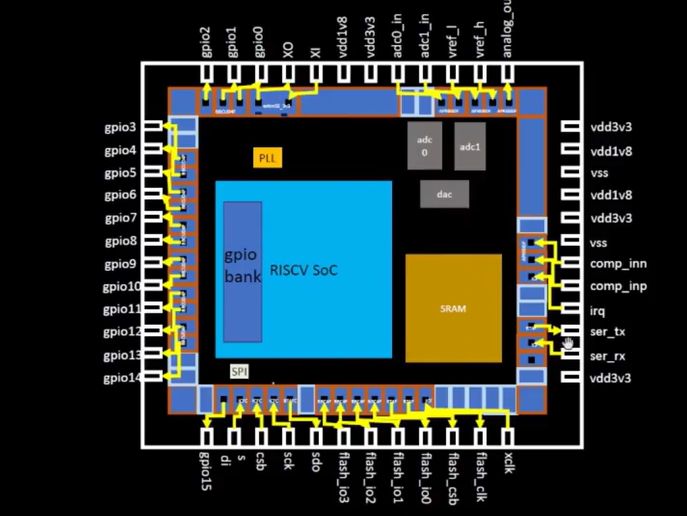 gpio2
gpio1
gpio0
XO
XI
vdd1v8
vdd3v3
adc0_in
adc1_in
vref_l
vref_h
gpio3
gpio4
gpio5
gpio6
gpio7
gpio8
gpio9
gpio10
gpio11
gpio12
gpio13
gpio14
PLL
adc
0
adc1
dac
gpio
bank
RISCV SoC
SRAM
SPI
vdd3v3
vdd1v8
vss
vdd1v8
vdd3v3
vss
comp_inn
comp_inp
irq
ser_tx
ser_rx
vdd3v3
gpio15
di
s
csb
sck
sdo
flash_io3
flash_io2
flash_io1
flash_io0
flash_csb
flash_clk
xclk